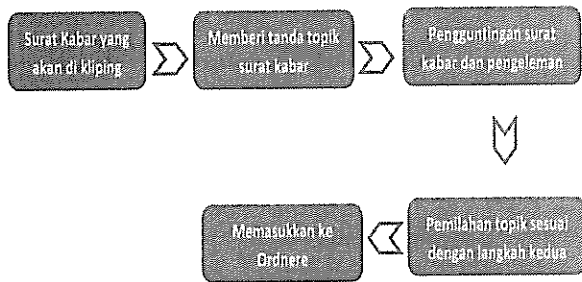 Surat Kabar yang
akan di kliping
Memberi tanda topik
surat kabar
Pengguntingan surat
kabar dan pengeleman
Pemilahan topik sesuai
dengan langkah kedua
Memasukkan ke
Ordnere